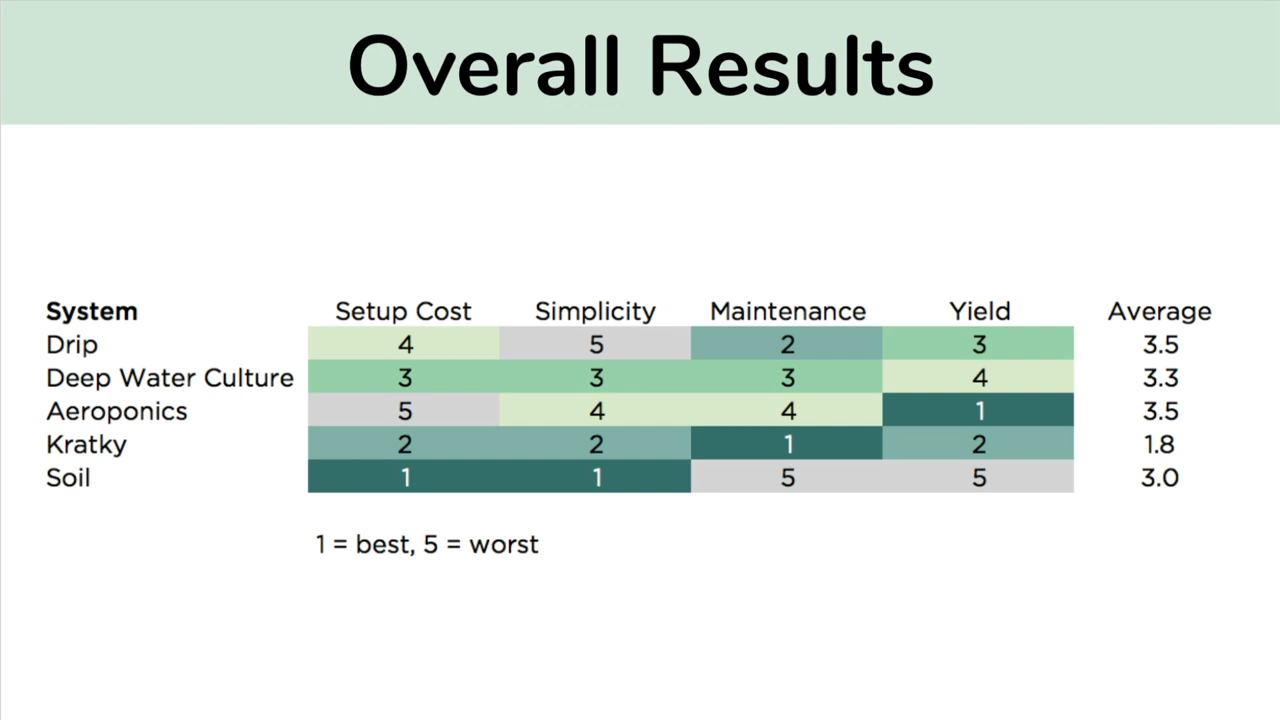 Overall Results
System Setup Cost Simplicity Maintenance Yield Average
Drip 4 5 2 3 3.5
Deep Water Culture 3 3 3 4 3.3
Aeroponics 5 4 4 1 3.5
Kratky 2 2 1 2 1.8
Soil 1 1 5 5 3.0
1 = best, 5 = worst